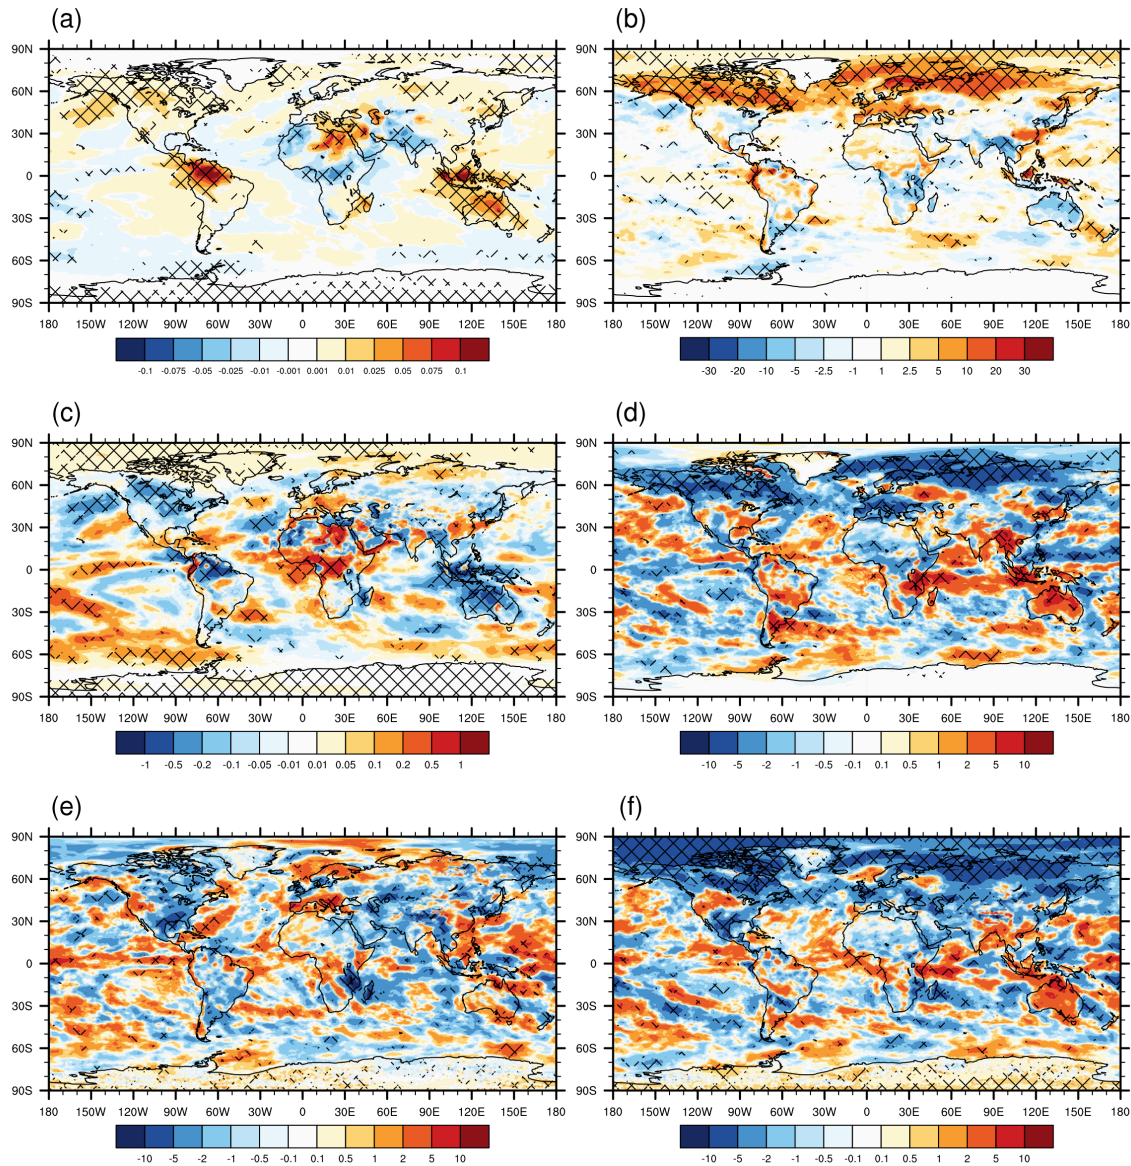 (a) (b)
90N 90N
60N 60N
30N 30N
0 0
30S 30S
60S 60S
90S 90S
180 150W 120W 90W 60W 30W 0 30E 60E 90E 120E 150E 180 180 150W 120W 90W 60W 30W 0 30E 60E 90E 120E 150E 180
-0.1 -0.075 -0.05 -0.025 -0.01 -0.001 0.001 0.01 0.025 0.05 0.075 0.1 -30 -20 -10 -5 -2.5 -1 1 2.5 5 10 20 30
(c) (d)
90N 90N
60N 60N
30N 30N
0 0
30S 30S
60S 60S
90S 90S
180 150W 120W 90W 60W 30W 0 30E 60E 90E 120E 150E 180 180 150W 120W 90W 60W 30W 0 30E 60E 90E 120E 150E 180
-1 -0.5 -0.2 -0.1 -0.05 -0.01 0.01 0.05 0.1 0.2 0.5 1 -10 -5 -2 -1 -0.5 -0.1 0.1 0.5 1 2 5 10
(e) (f)
90N 90N
60N 60N
30N 30N
0 0
30S 30S
60S 60S
90S 90S
180 150W 120W 90W 60W 30W 0 30E 60E 90E 120E 150E 180 180 150W 120W 90W 60W 30W 0 30E 60E 90E 120E 150E 180
-10 -5 -2 -1 -0.5 -0.1 0.1 0.5 1 2 5 10 -10 -5 -2 -1 -0.5 -0.1 0.1 0.5 1 2 5 10